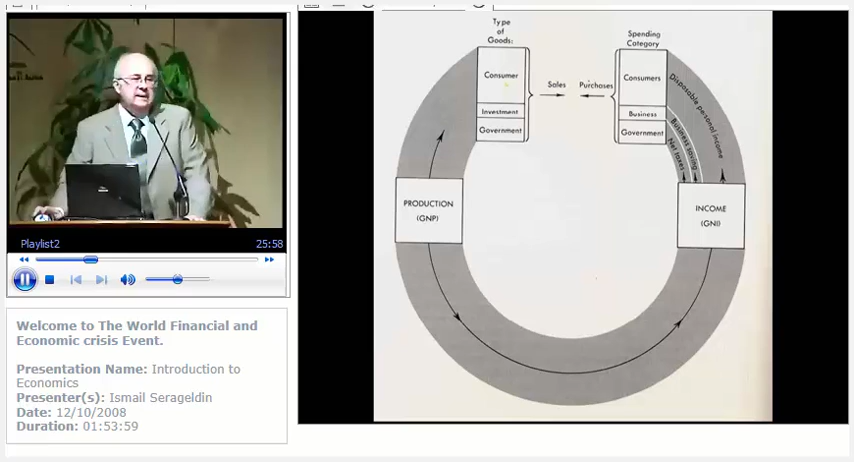 Playlist2
25:58
Welcome to The World Financial and
Economic crisis Event.
Presentation Name: Introduction to
Economics
Presenter(s): Ismail Serageldin
Date: 12/10/2008
Duration: 01:53:59
Type
of
Goods:
Consumer
Investment
Government
Sales
Purchases
Spending
Category
Consumers
Business
Government
Disposable personal income
Business saving
Net taxes
PRODUCTION
(GNP)
INCOME
(GNI)